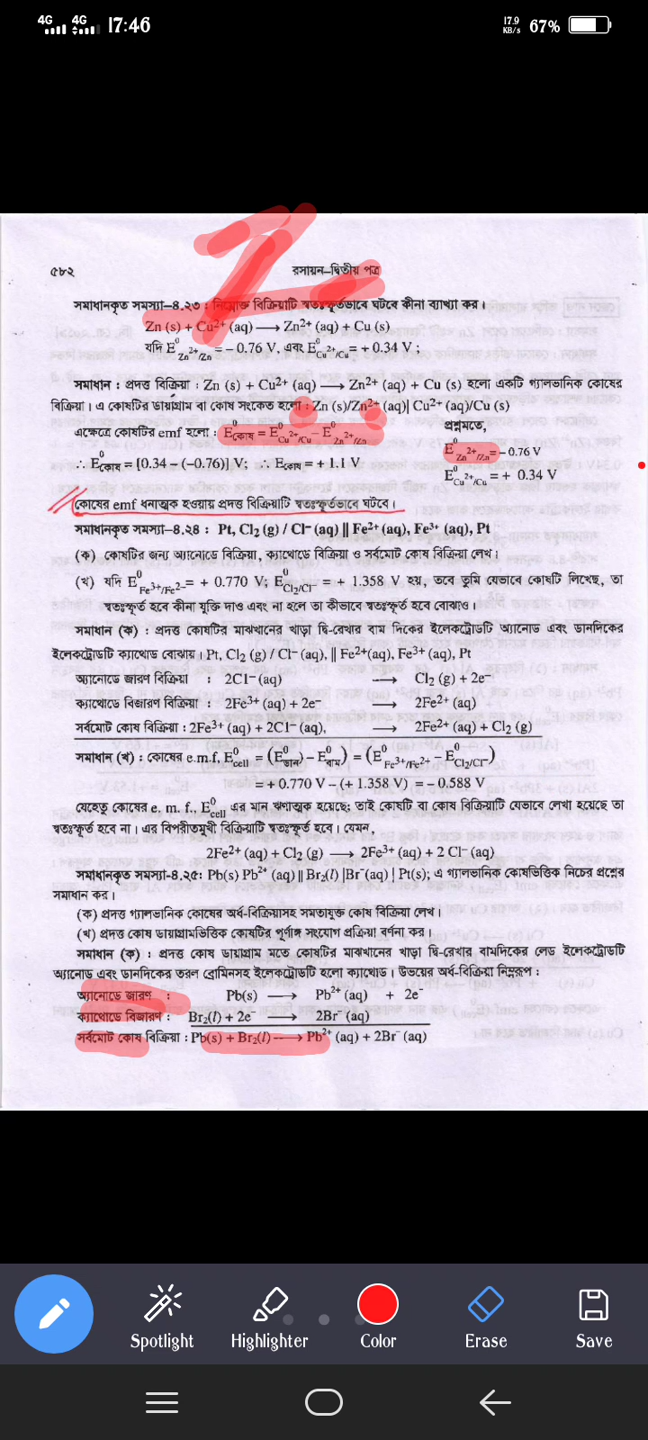 4G 4G 17:46 17.9 KB/s 67%
৫৮২ রসায়ন–দ্বিতীয় পত্র
সমাধানকৃত সমস্যা–৪.২৩ : নিম্নোক্ত বিক্রিয়াটি স্বতঃস্ফূর্তভাবে ঘটবে কীনা ব্যাখ্যা কর।
Zn (s) + Cu²⁺ (aq) ⟶ Zn²⁺ (aq) + Cu (s)
যদি E⁰Zn²⁺/Zn = – 0.76 V, এবং E⁰Cu²⁺/Cu = + 0.34 V ;
সমাধান : প্রদত্ত বিক্রিয়া : Zn (s) + Cu²⁺ (aq) ⟶ Zn²⁺ (aq) + Cu (s) হলো একটি গ্যালভানিক কোষের
বিক্রিয়া। এ কোষটির ডায়াগ্রাম বা কোষ সংকেত হলো : Zn (s)/Zn²⁺ (aq)| Cu²⁺ (aq)/Cu (s)
এক্ষেত্রে কোষটির emf হলো : E⁰কোষ = E⁰Cu²⁺/Cu – E⁰Zn²⁺/Zn
∴ E⁰কোষ = [0.34 – (–0.76)] V; ∴ Eকোষ = + 1.1 V
প্রশ্নমতে,
E⁰Zn²⁺/Zn = – 0.76 V
E⁰Cu²⁺/Cu = + 0.34 V
কোষের emf ধনাত্মক হওয়ায় প্রদত্ত বিক্রিয়াটি স্বতঃস্ফূর্তভাবে ঘটবে।
সমাধানকৃত সমস্যা–৪.২৪ : Pt, Cl₂ (g) / Cl⁻ (aq) || Fe²⁺ (aq), Fe³⁺ (aq), Pt
(ক) কোষটির জন্য অ্যানোডে বিক্রিয়া, ক্যাথোডে বিক্রিয়া ও সর্বমোট কোষ বিক্রিয়া লেখ।
(খ) যদি E⁰Fe³⁺/Fe²⁻ = + 0.770 V; E⁰Cl₂/Cl⁻ = + 1.358 V হয়, তবে তুমি যেভাবে কোষটি লিখেছ, তা
স্বতঃস্ফূর্ত হবে কীনা যুক্তি দাও এবং না হলে তা কীভাবে স্বতঃস্ফূর্ত হবে বোঝাও।
সমাধান (ক) : প্রদত্ত কোষটির মাঝখানের খাড়া দ্বি-রেখার বাম দিকের ইলেকট্রোডটি অ্যানোড এবং ডানদিকের
ইলেকট্রোডটি ক্যাথোড বোঝায়। Pt, Cl₂ (g) / Cl⁻ (aq), || Fe²⁺(aq), Fe³⁺ (aq), Pt
অ্যানোডে জারণ বিক্রিয়া : 2Cl⁻(aq) ⟶ Cl₂ (g) + 2e⁻
ক্যাথোডে বিজারণ বিক্রিয়া : 2Fe³⁺ (aq) + 2e⁻ ⟶ 2Fe²⁺ (aq)
সর্বমোট কোষ বিক্রিয়া : 2Fe³⁺ (aq) + 2Cl⁻ (aq), ⟶ 2Fe²⁺ (aq) + Cl₂ (g)
সমাধান (খ) : কোষের e.m.f, E⁰cell = (E⁰ডান) – E⁰বাম) = (E⁰Fe³⁺/Fe²⁺ – E⁰Cl₂/Cl⁻)
= + 0.770 V –(+ 1.358 V) = – 0.588 V
যেহেতু কোষের e. m. f., E⁰cell এর মান ঋণাত্মক হয়েছে; তাই কোষটি বা কোষ বিক্রিয়াটি যেভাবে লেখা হয়েছে তা
স্বতঃস্ফূর্ত হবে না। এর বিপরীতমুখী বিক্রিয়াটি স্বতঃস্ফূর্ত হবে। যেমন,
2Fe²⁺ (aq) + Cl₂ (g) ⟶ 2Fe³⁺ (aq) + 2 Cl⁻ (aq)
সমাধানকৃত সমস্যা–৪.২৫: Pb(s) Pb²⁺ (aq) || Br₂(l) |Br⁻(aq) | Pt(s); এ গ্যালভানিক কোষভিত্তিক নিচের প্রশ্নের
সমাধান কর।
(ক) প্রদত্ত গ্যালভানিক কোষের অর্ধ-বিক্রিয়াসহ সমতাযুক্ত কোষ বিক্রিয়া লেখ।
(খ) প্রদত্ত কোষ ডায়াগ্রামভিত্তিক কোষটির পূর্ণাঙ্গ সংযোগ প্রক্রিয়া বর্ণনা কর।
সমাধান (ক) : প্রদত্ত কোষ ডায়াগ্রাম মতে কোষটির মাঝখানের খাড়া দ্বি-রেখার বামদিকের লেড ইলেকট্রোডটি
অ্যানোড এবং ডানদিকের তরল ব্রোমিনসহ ইলেকট্রোডটি হলো ক্যাথোড। উভয়ের অর্ধ-বিক্রিয়া নিম্নরূপ :
অ্যানোডে জারণ : Pb(s) ⟶ Pb²⁺ (aq) + 2e⁻
ক্যাথোডে বিজারণ : Br₂(l) + 2e⁻ ⟶ 2Br⁻ (aq)
সর্বমোট কোষ বিক্রিয়া : Pb(s) + Br₂(l) ⟶ Pb²⁺ (aq) + 2Br⁻ (aq)
Spotlight Highlighter Color Erase Save